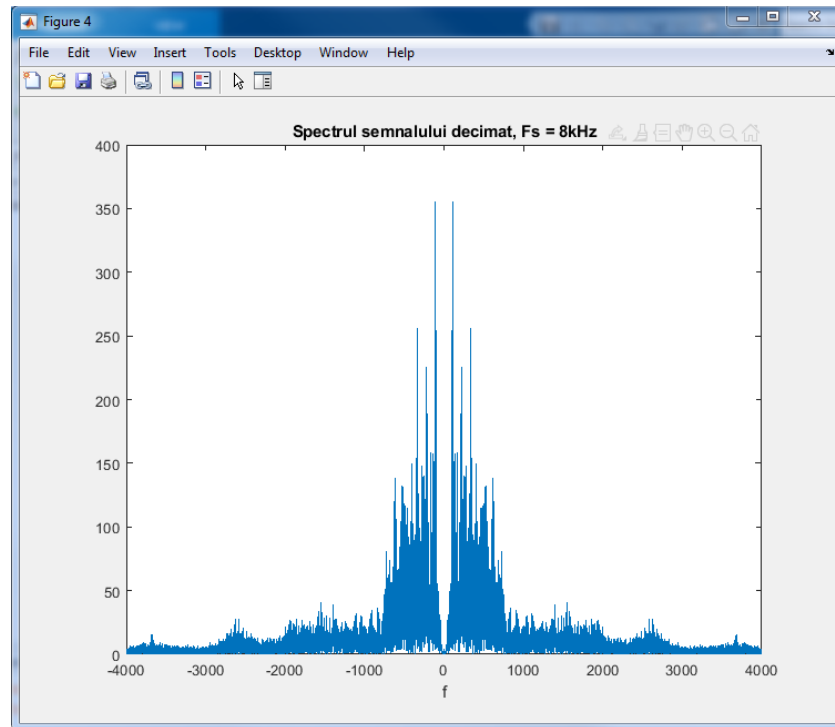 Figure 4
File Edit View Insert Tools Desktop Window Help
Spectrul semnalului decimat, Fs = 8kHz
400
350
300
250
200
150
100
50
0
-4000 -3000 -2000 -1000 0 1000 2000 3000 4000
f